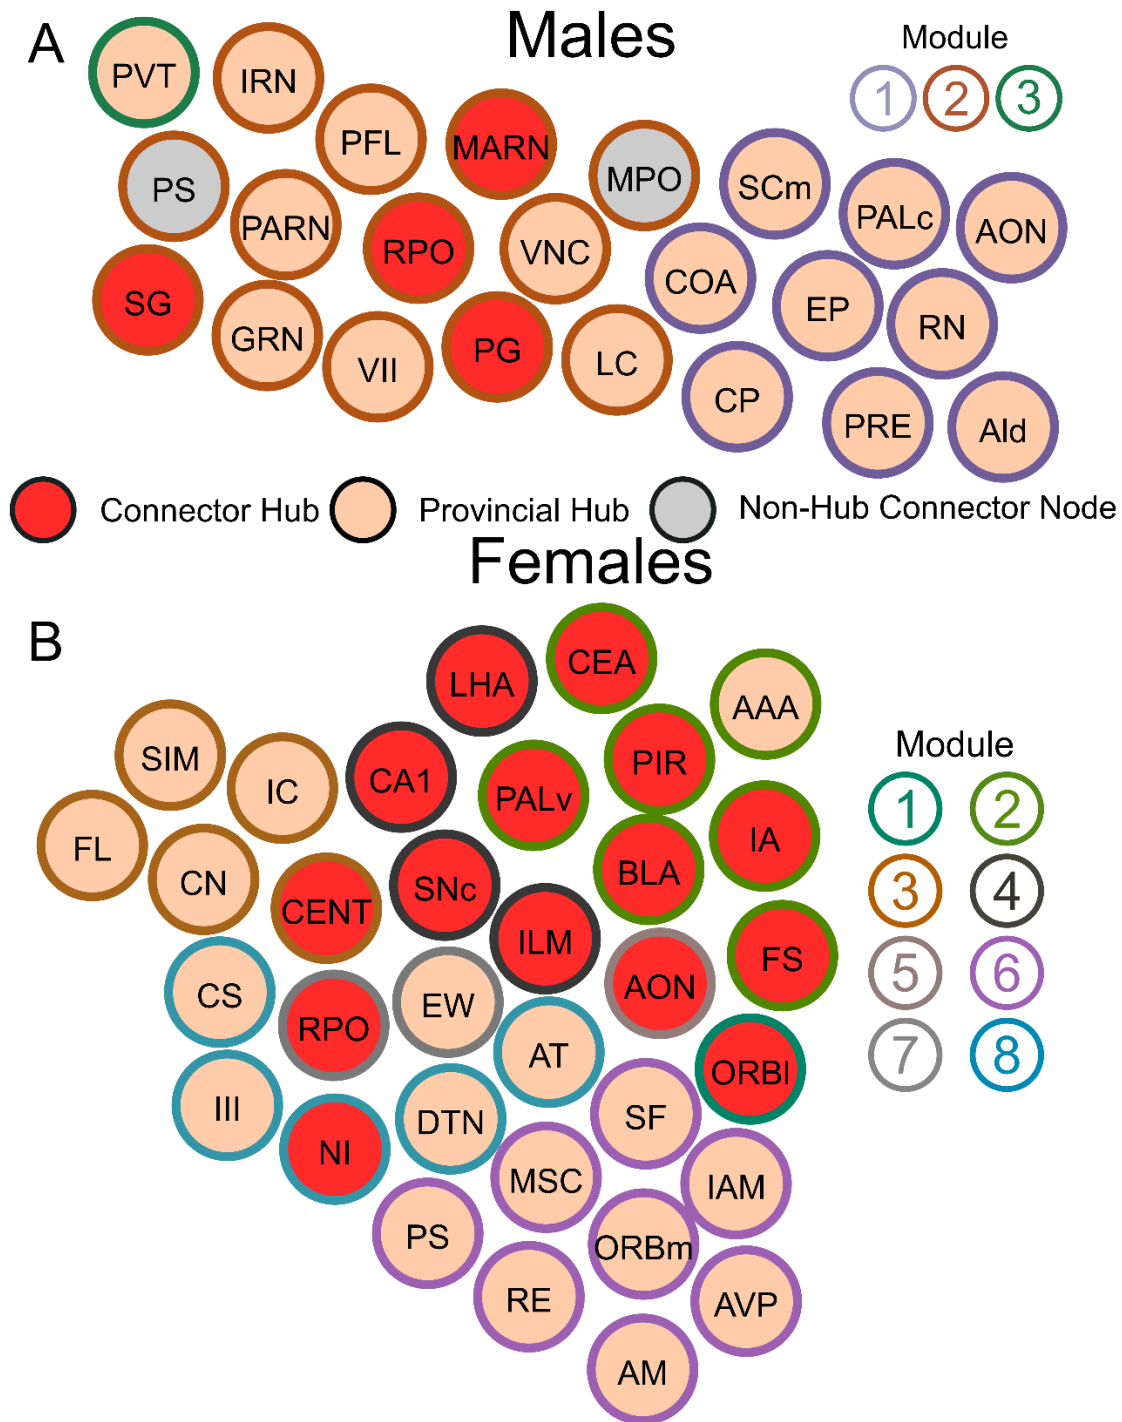 A
Males
Module
1 2 3
PVT
IRN
PFL
MARN
MPO
SCm
PALc
AON
PS
PARN
RPO
VNC
COA
EP
RN
SG
GRN
VII
PG
LC
CP
PRE
AId
Connector Hub
Provincial Hub
Non-Hub Connector Node
Females
B
LHA
CEA
AAA
SIM
IC
CA1
PALv
PIR
IA
FL
CN
CENT
SNc
ILM
BLA
FS
CS
RPO
EW
AT
AON
ORBl
III
NI
DTN
SF
MSC
IAM
PS
RE
ORBm
AVP
AM
Module
1 2
3 4
5 6
7 8